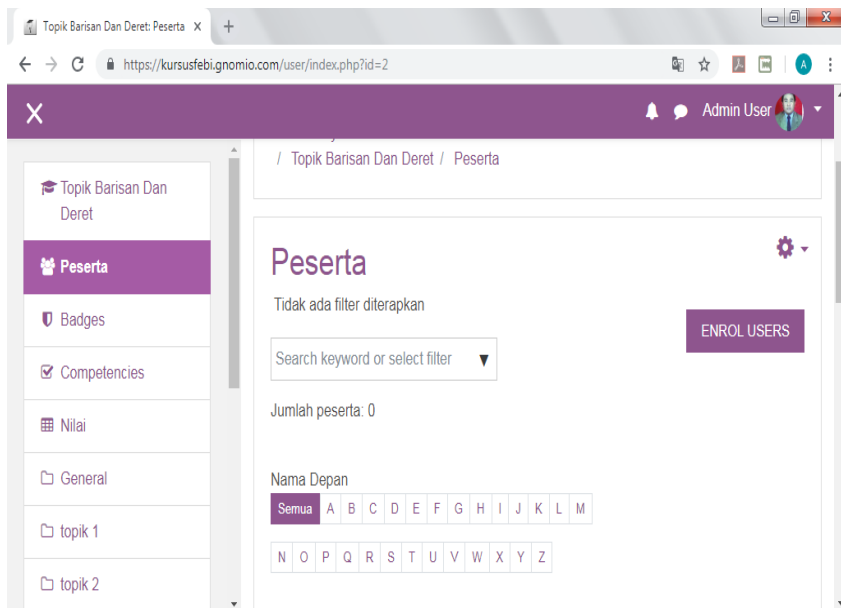 Topik Barisan Dan Deret: Peserta
https://kursusfebi.gnomio.com/user/index.php?id=2
A
Admin User
/ Topik Barisan Dan Deret / Peserta
Topik Barisan Dan
Deret
Peserta
Badges
Competencies
Nilai
General
topik 1
topik 2
Peserta
Tidak ada filter diterapkan
ENROL USERS
Search keyword or select filter
Jumlah peserta: 0
Nama Depan
Semua A B C D E F G H I J K L M
N O P Q R S T U V W X Y Z